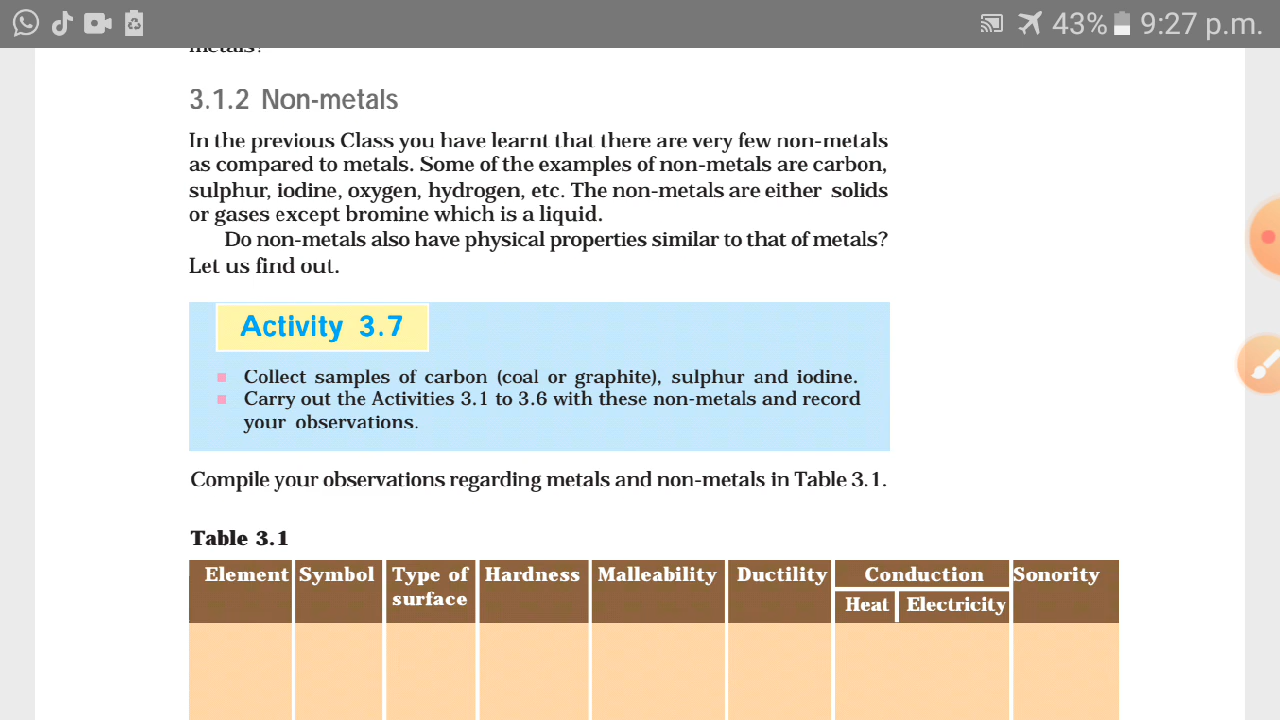 43% 9:27 p.m.
metals?
3.1.2 Non-metals
In the previous Class you have learnt that there are very few non-metals
as compared to metals. Some of the examples of non-metals are carbon,
sulphur, iodine, oxygen, hydrogen, etc. The non-metals are either solids
or gases except bromine which is a liquid.
Do non-metals also have physical properties similar to that of metals?
Let us find out.
Activity 3.7
Collect samples of carbon (coal or graphite), sulphur and iodine.
Carry out the Activities 3.1 to 3.6 with these non-metals and record
your observations.
Compile your observations regarding metals and non-metals in Table 3.1.
Table 3.1
Element Symbol Type of surface Hardness Malleability Ductility Conduction Sonority
Heat Electricity